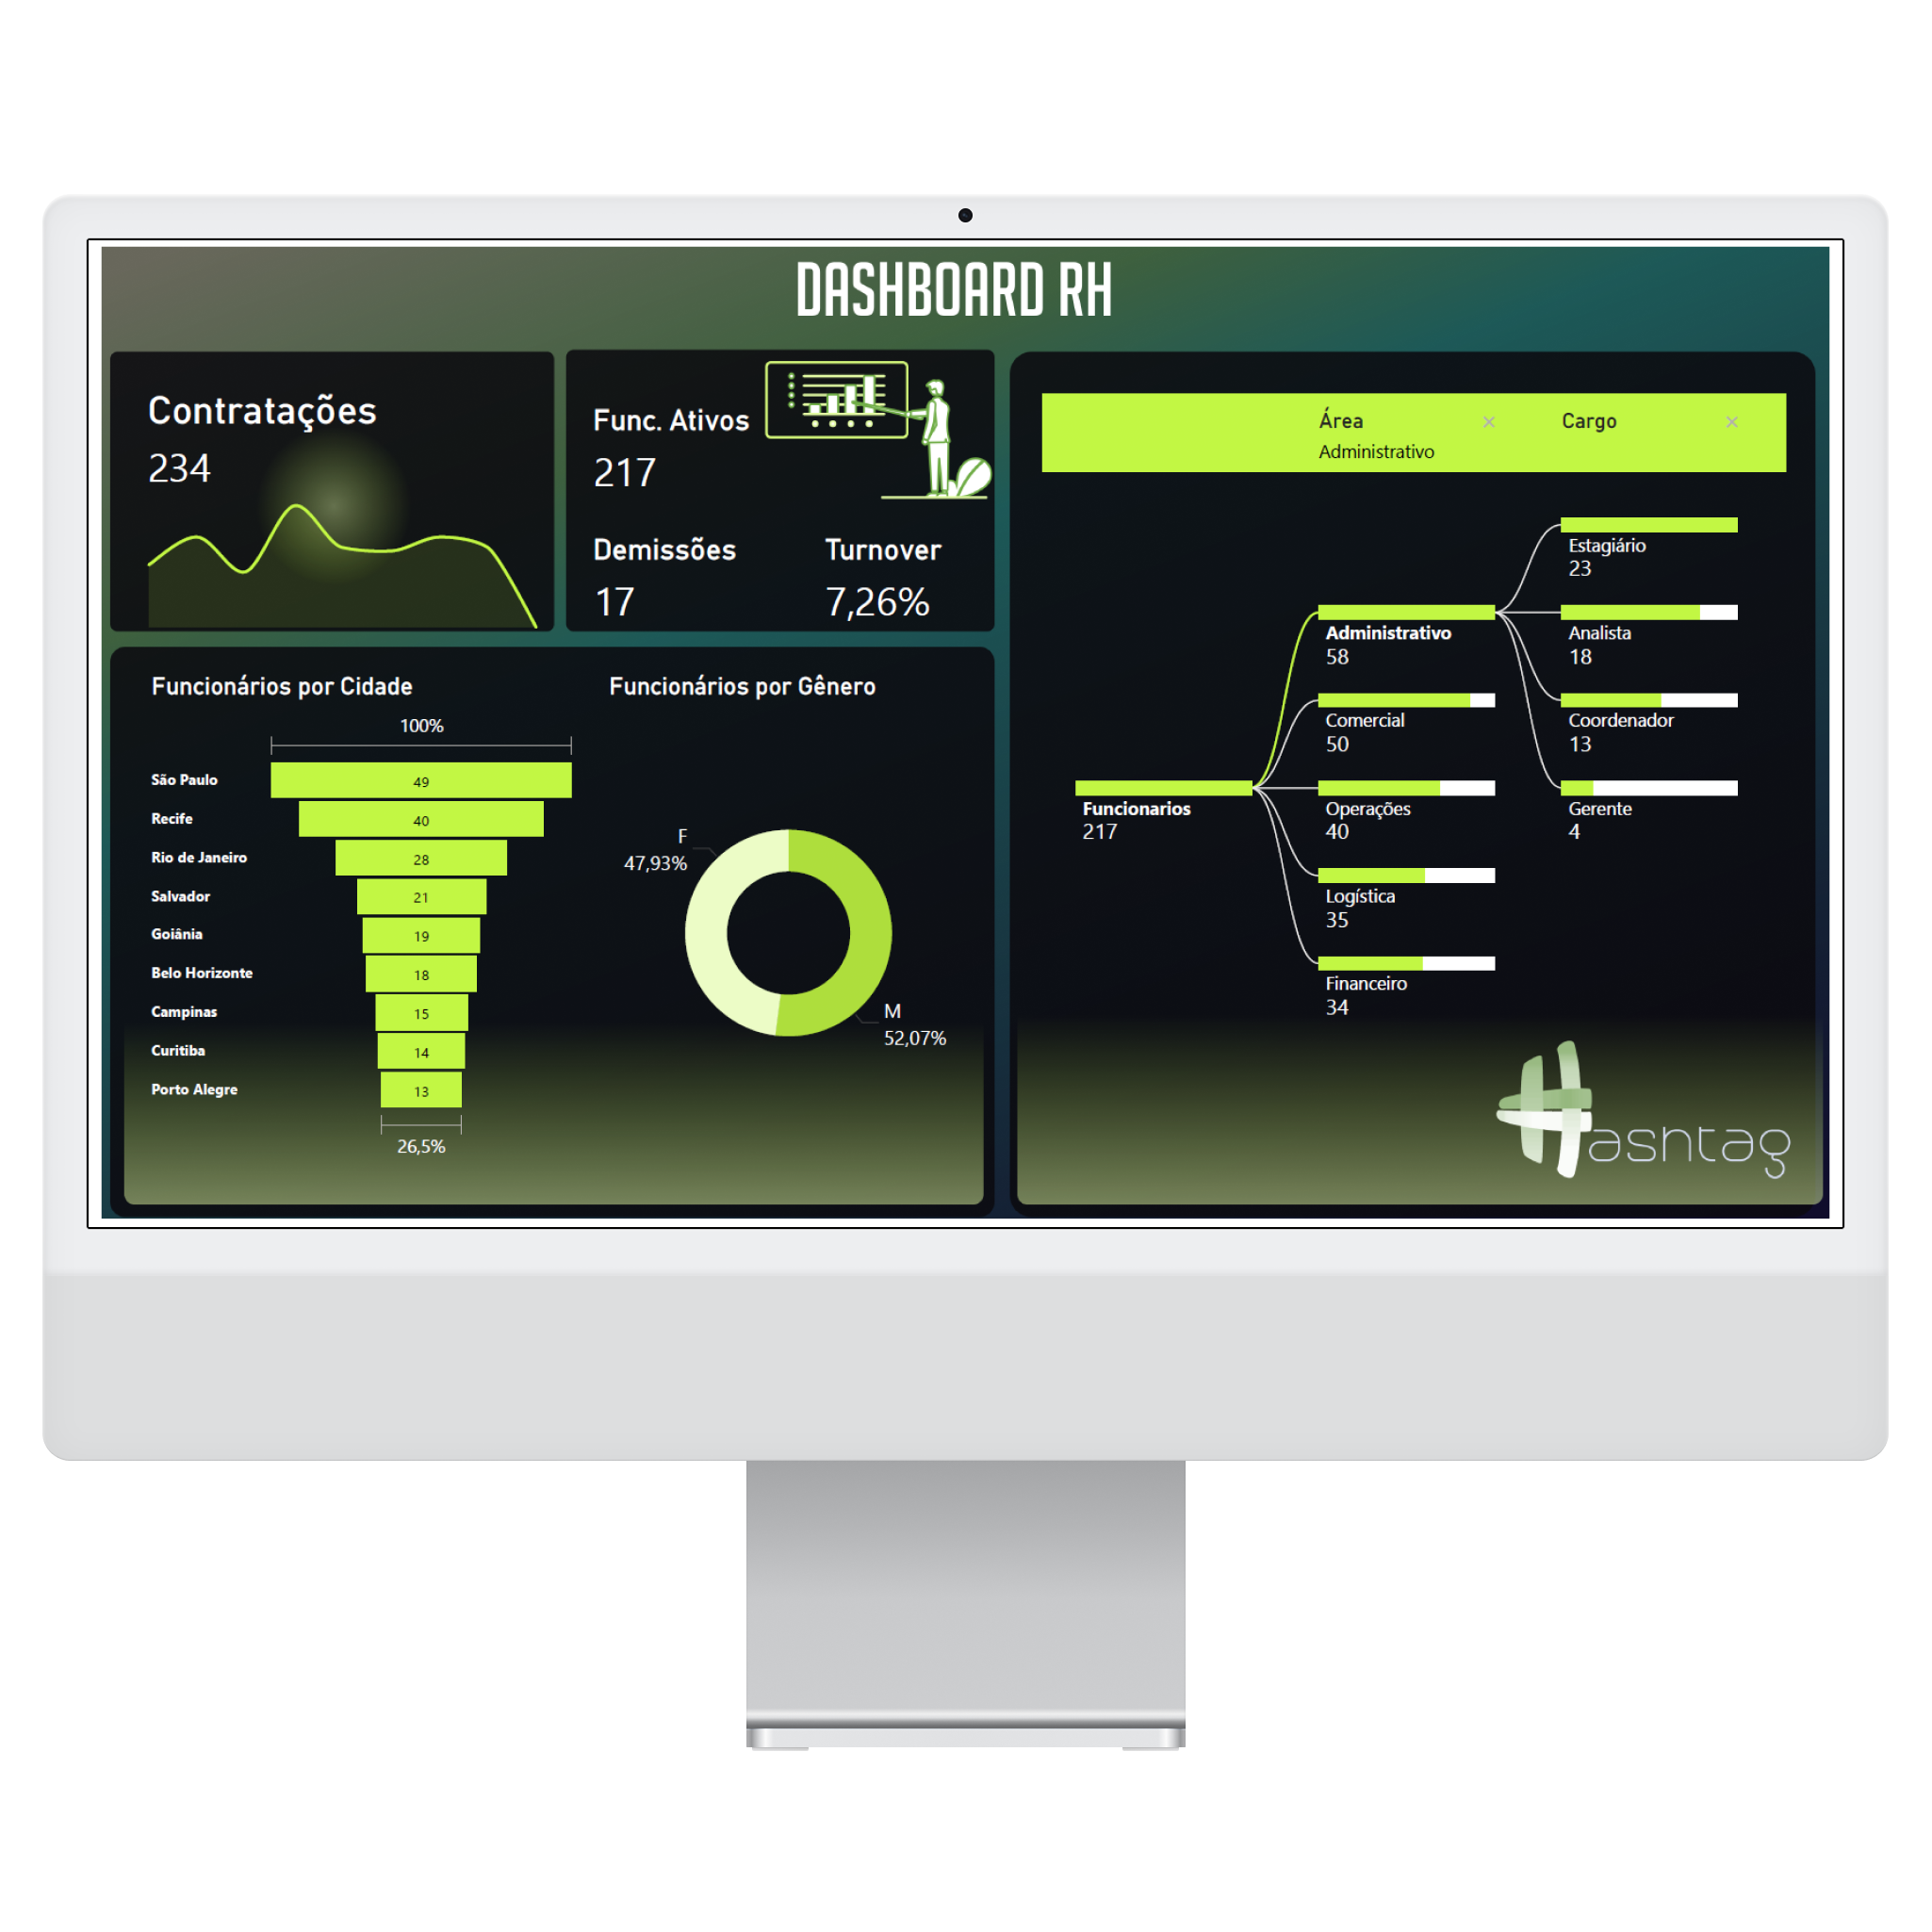 DASHBOARD RH
Contratações
234
Func. Ativos
217
Demissões
17
Turnover
7,26%
Funcionários por Cidade
100%
São Paulo 49
Recife 40
Rio de Janeiro 28
Salvador 21
Goiânia 19
Belo Horizonte 18
Campinas 15
Curitiba 14
Porto Alegre 13
26,5%
Funcionários por Gênero
F
47,93%
M
52,07%
Área
Administrativo
Cargo
Funcionarios
217
Administrativo
58
Comercial
50
Operações
40
Logística
35
Financeiro
34
Estagiário
23
Analista
18
Coordenador
13
Gerente
4
Hashtag